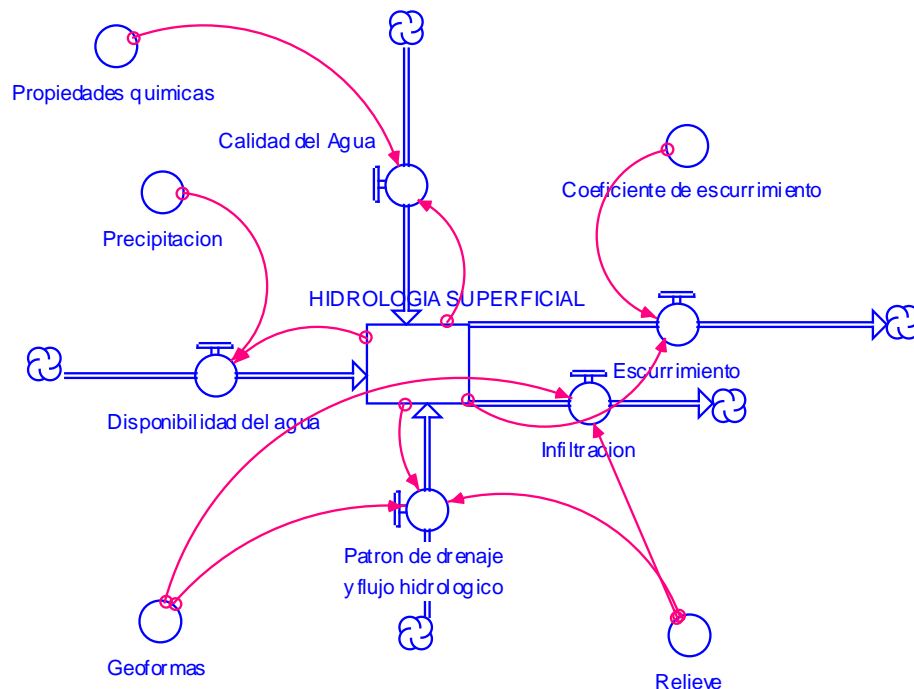 Propiedades quimicas
Calidad del Agua
Coeficiente de escurrimiento
Precipitacion
HIDROLOGIA SUPERFICIAL
Escurrimiento
Disponibilidad del agua
Infiltracion
Patron de drenaje
y flujo hidrologico
Geoformas
Relieve